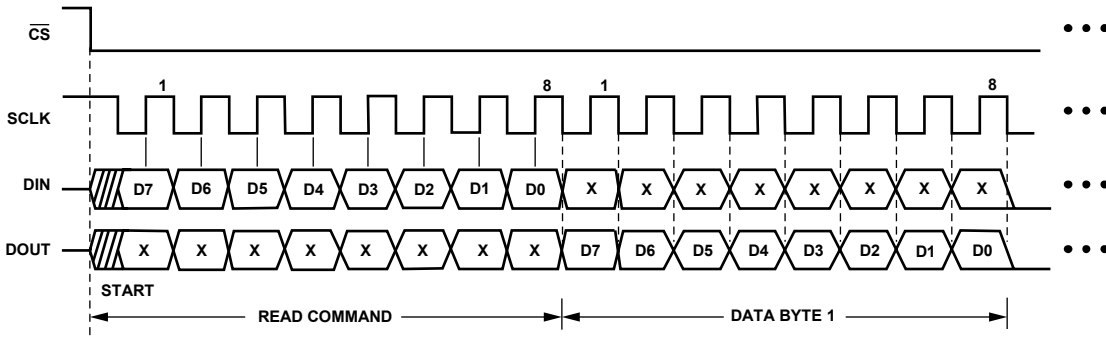 CS
1 8 1 8
SCLK
DIN D7 D6 D5 D4 D3 D2 D1 D0 X X X X X X X X
DOUT X X X X X X X X D7 D6 D5 D4 D3 D2 D1 D0
START
READ COMMAND DATA BYTE 1